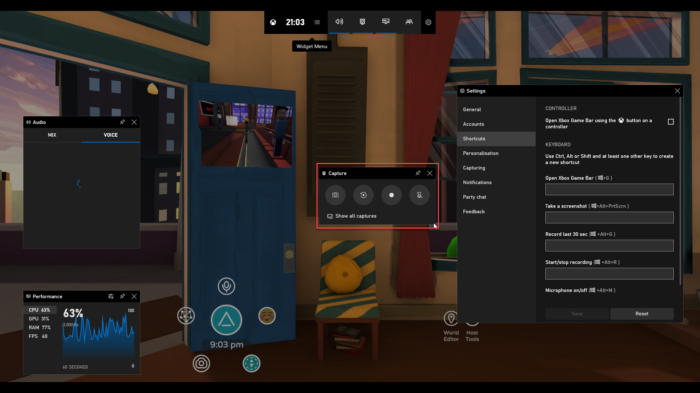 21:03
Widget Menu
Audio
MIX VOICE
Capture
Show all captures
Settings
General
Accounts
Shortcuts
Personalisation
Capturing
Notifications
Party chat
Feedback
CONTROLLER
Open Xbox Game Bar using the button on a
controller
KEYBOARD
Use Ctrl, Alt or Shift and at least one other key to create
a new shortcut
Open Xbox Game Bar ( +G )
Take a screenshot ( +Alt+PrtScrn )
Record last 30 sec ( +Alt+G )
Start/stop recording ( +Alt+R )
Microphone on/off ( +Alt+M )
Save Reset
Performance
CPU 63%
GPU 31%
RAM 77%
FPS 60
63%
100
60 SECONDS 0
9:03 pm
World
Editor
Host
Tools